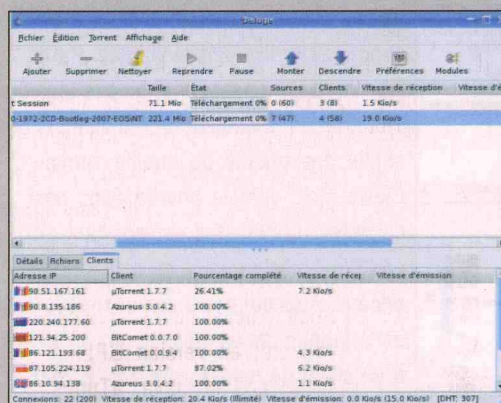 Deluge
Fichier Édition Torrent Affichage Aide
Ajouter Supprimer Nettoyer Reprendre Pause Monter Descendre Préférences Modules
Taille État Sources Clients Vitesse de réception Vitesse d'é
t Session 71.1 Mio Téléchargement 0% 0 (60) 3 (8) 1.5 Kio/s
0-1972-2CD-Bootleg-2007-EOSiNT 221.4 Mio Téléchargement 0% 7 (47) 4 (58) 19.0 Kio/s
Détails Fichiers Clients
Adresse IP Client Pourcentage complété Vitesse de récep Vitesse d'émission
90.51.167.161 µTorrent 1.7.7 26.41% 7.2 Kio/s
90.8.135.186 Azureus 3.0.4.2 100.00%
220.240.177.60 µTorrent 1.7.7 100.00%
121.34.25.200 BitComet 0.0.7.0 100.00%
86.121.193.68 BitComet 0.0.9.4 100.00% 4.3 Kio/s
87.105.224.119 µTorrent 1.7.7 87.02% 6.2 Kio/s
86.10.94.138 Azureus 3.0.4.2 100.00% 1.1 Kio/s
Connexions: 22 (200) Vitesse de réception: 20.4 Kio/s (Illimité) Vitesse d'émission: 0.0 Kio/s (15.0 Kio/s) [DHT: 307]